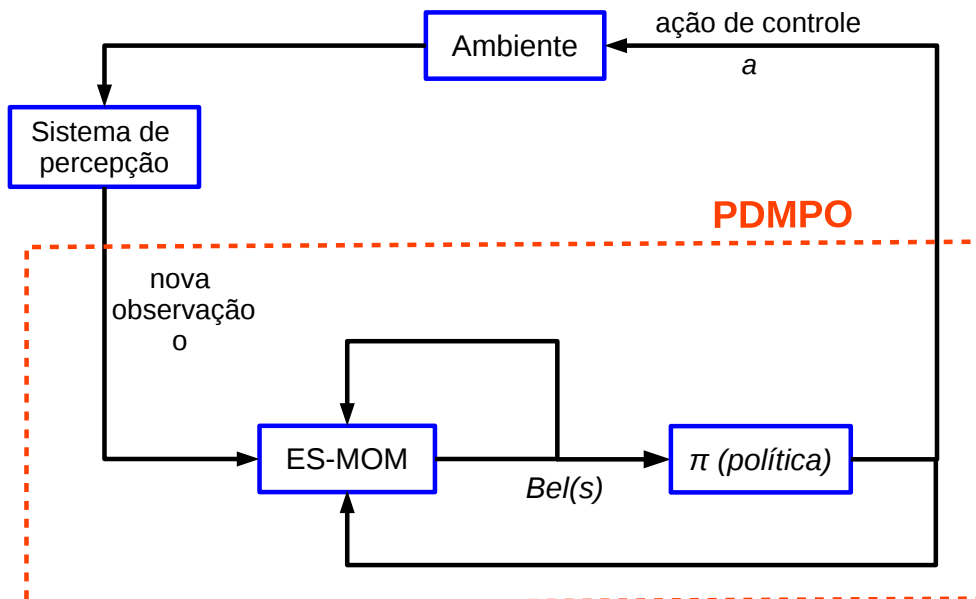 ação de controle
a
Ambiente
Sistema de
percepção
PDMPO
nova
observação
o
ES-MOM
Bel(s)
π (política)